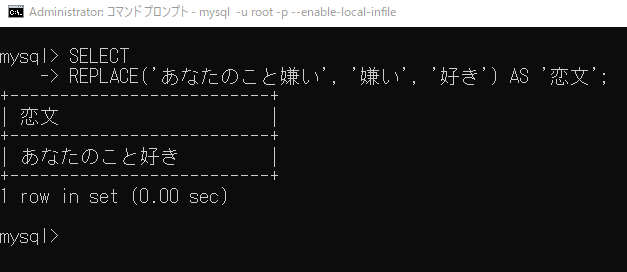 Administrator: コマンドプロンプト - mysql -u root -p --enable-local-infile
mysql> SELECT
    -> REPLACE('あなたのこと嫌い', '嫌い', '好き') AS '恋文';
+--------------------------+
| 恋文                     |
+--------------------------+
| あなたのこと好き         |
+--------------------------+
1 row in set (0.00 sec)
mysql>